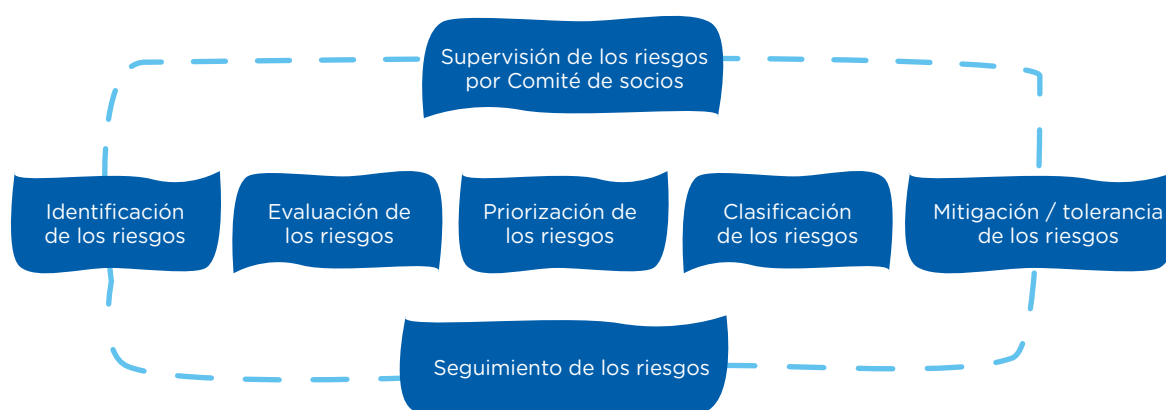 Supervisión de los riesgos
por Comité de socios
Identificación
de los riesgos
Evaluación de
los riesgos
Priorización de
los riesgos
Clasificación
de los riesgos
Mitigación / tolerancia
de los riesgos
Seguimiento de los riesgos